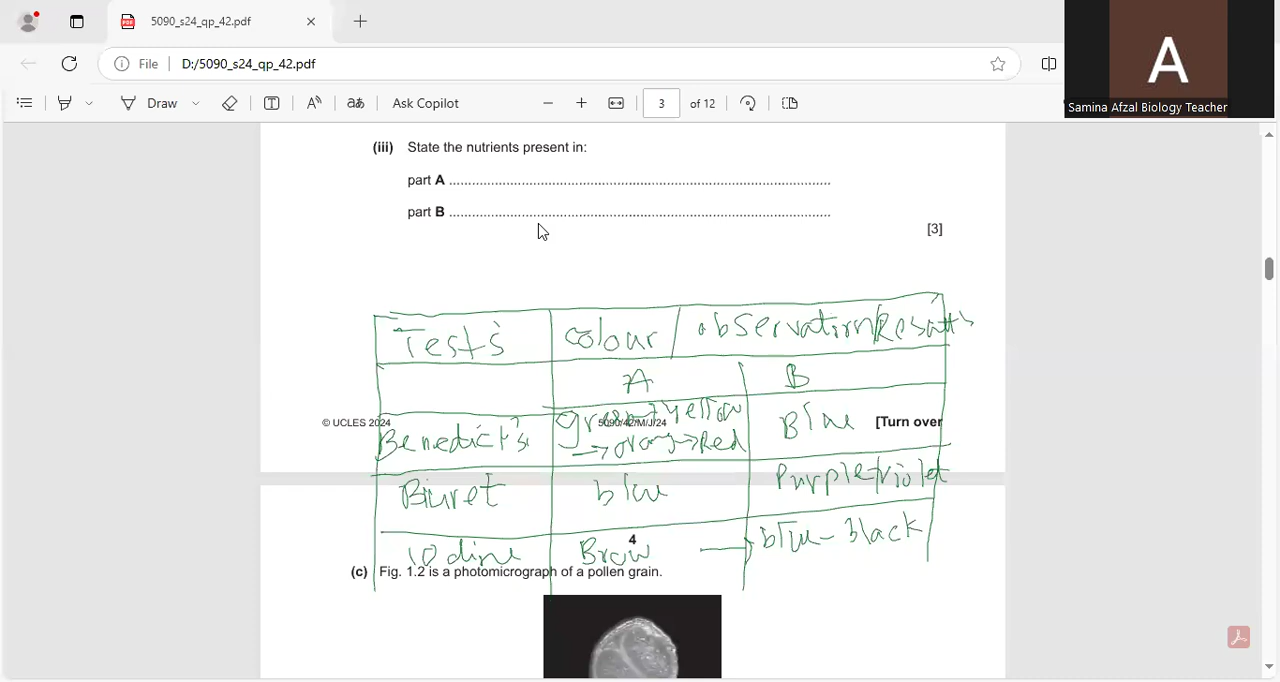 5090_s24_qp_42.pdf
File D:/5090_s24_qp_42.pdf
A
Samina Afzal Biology Teacher
Draw Ask Copilot 3 of 12
(iii) State the nutrients present in:
part A
part B
[3]
Tests colour / observation/Results
A B
Benedict's green → yellow → orang → Red Blue
© UCLES 2024 5090/42/M/J/24 [Turn over
Biuret blue Purple/violet
4
Iodine Brow → blue-black
(c) Fig. 1.2 is a photomicrograph of a pollen grain.